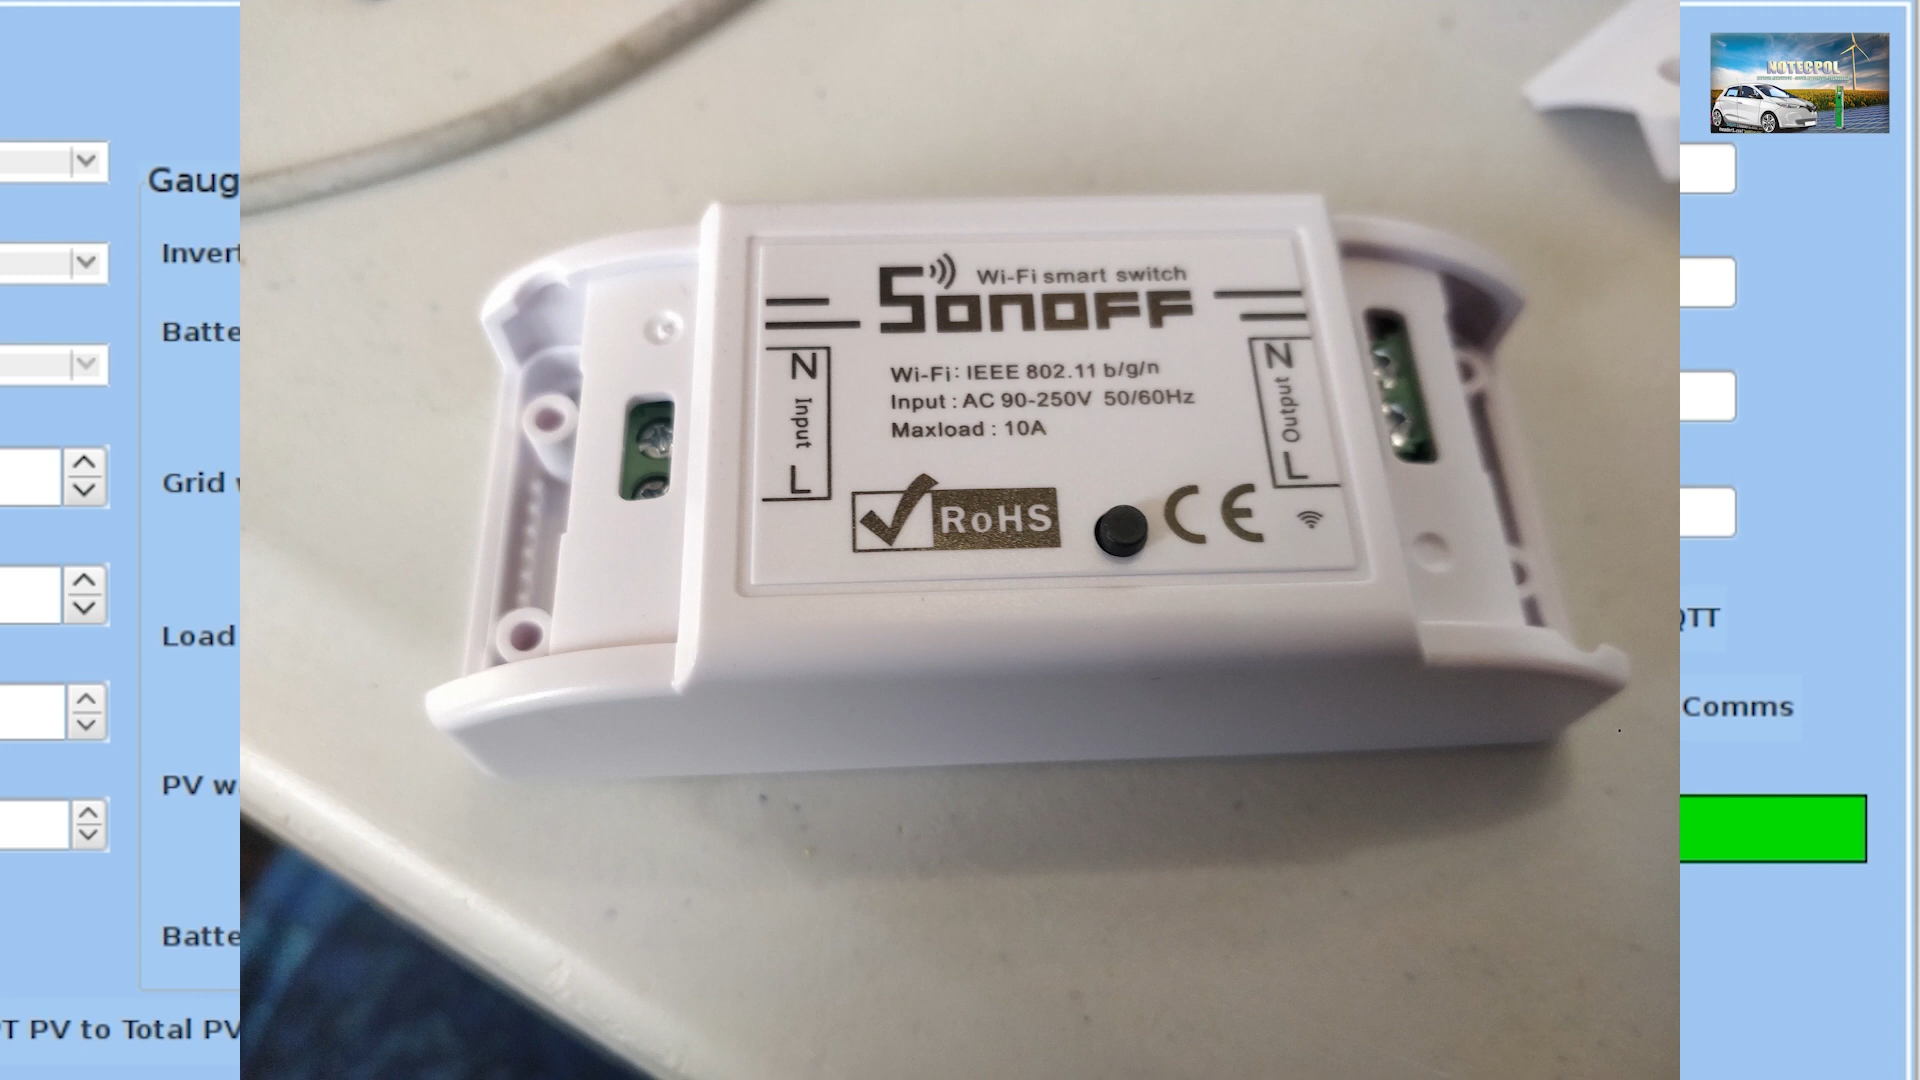 NOTECPOL
Gaug
Invert
Batte
Grid
Load
PV w
Batte
T PV to Total PV
Wi-Fi smart switch
SONOFF
N Input L
Wi-Fi: IEEE 802.11 b/g/n
Input : AC 90-250V 50/60Hz
Maxload : 10A
N Output L
RoHS
CE
QTT
Comms